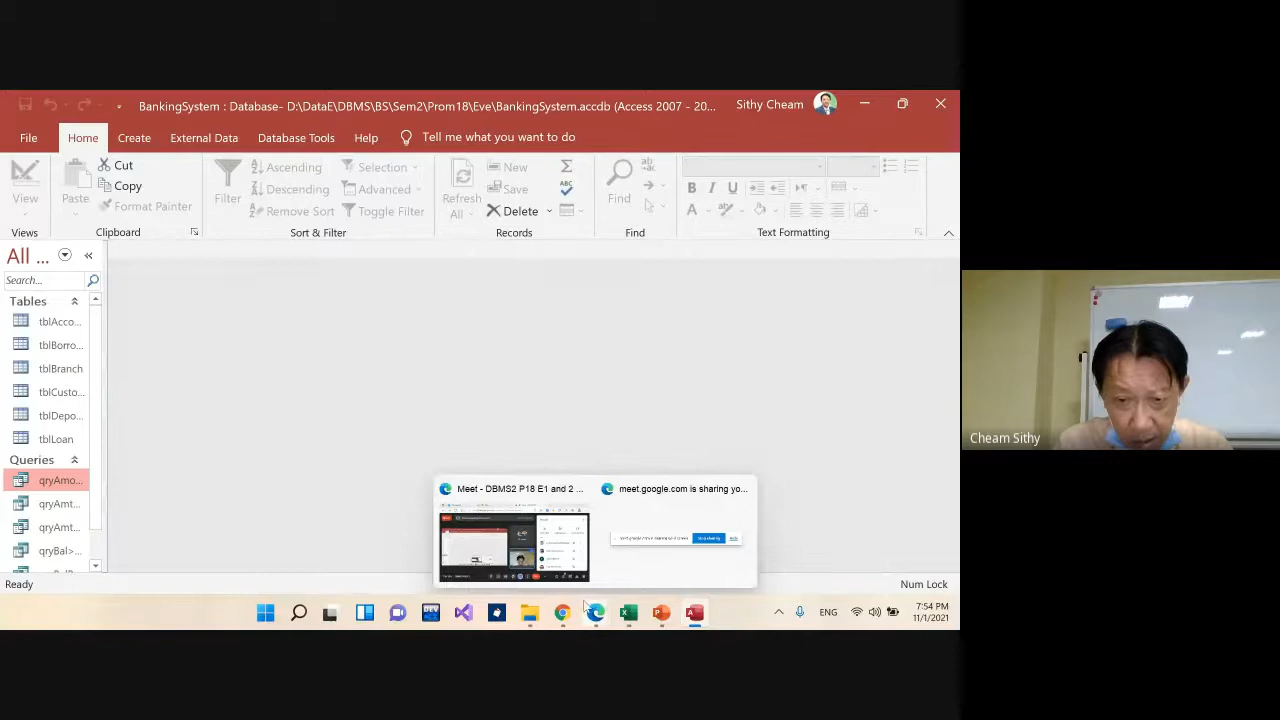 BankingSystem : Database- D:\DataE\DBMS\BS\Sem2\Prom18\Eve\BankingSystem.accdb (Access 2007 - 20...
Sithy Cheam
File
Home
Create
External Data
Database Tools
Help
Tell me what you want to do
View
Views
Paste
Cut
Copy
Format Painter
Clipboard
Filter
Ascending
Descending
Remove Sort
Selection
Advanced
Toggle Filter
Sort & Filter
Refresh
All
New
Save
Delete
Records
Find
Find
B I U
Text Formatting
All ...
Search...
Tables
tblAcco...
tblBorro...
tblBranch
tblCusto...
tblDepo...
tblLoan
Queries
qryAmo...
qryAmt...
qryAmt...
qryBal>...
Meet - DBMS2 P18 E1 and 2 ...
meet.google.com is sharing yo...
Stop sharing
Ready
Num Lock
DEV
ENG
7:54 PM
11/1/2021
Cheam Sithy